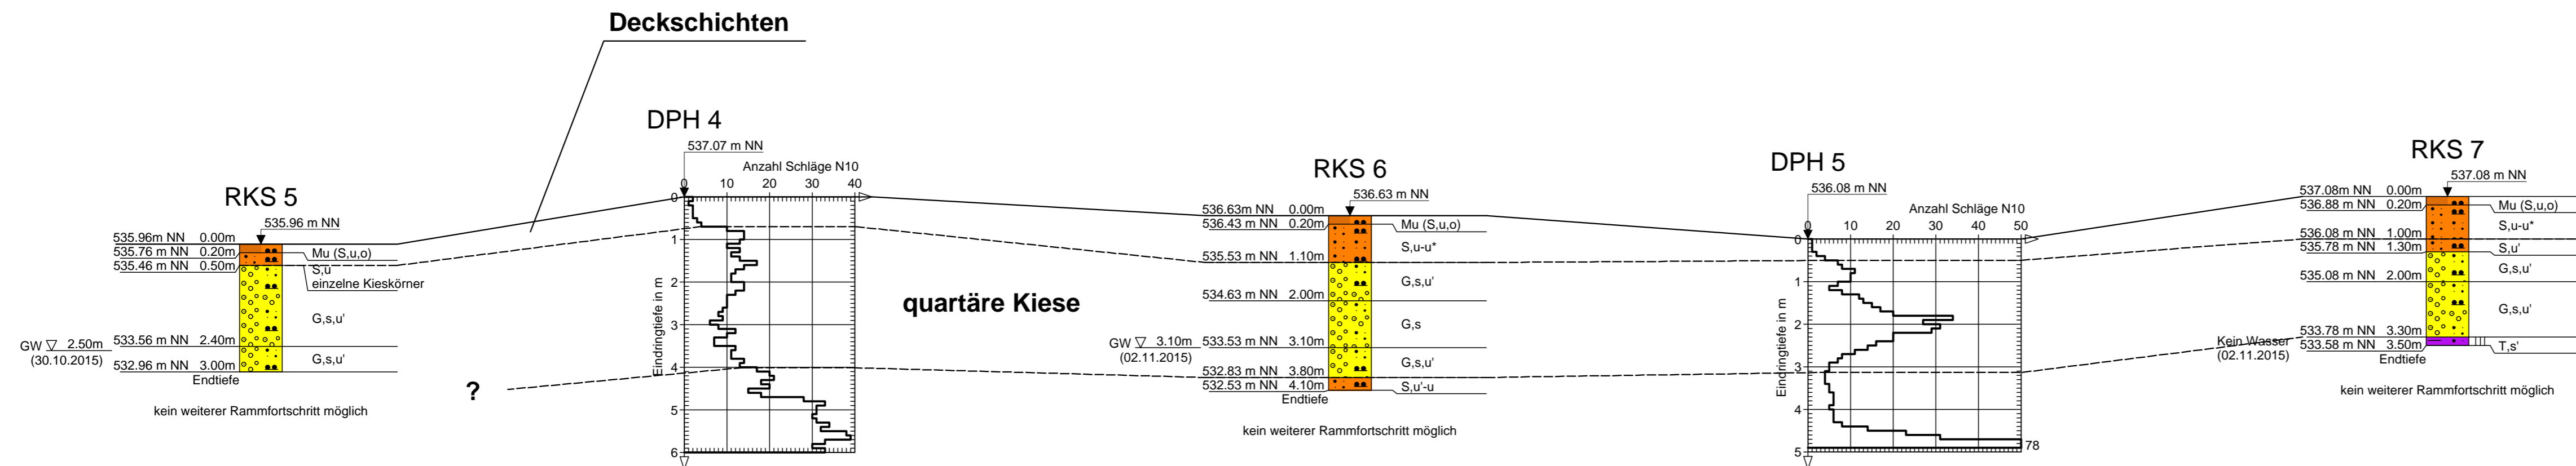 Deckschichten
RKS 5
535.96 m NN
535.96m NN 0.00m
535.76 m NN 0.20m
535.46 m NN 0.50m
Mu (S,u,o)
S,u
einzelne Kieskörner
G,s,u'
GW 2.50m
(30.10.2015)
533.56 m NN 2.40m
G,s,u'
532.96 m NN 3.00m
Endtiefe
kein weiterer Rammfortschritt möglich
?
DPH 4
537.07 m NN
Anzahl Schläge N10
0 10 20 30 40
Eindringtiefe in m
0
1
2
3
4
5
6
quartäre Kiese
RKS 6
536.63 m NN
536.63m NN 0.00m
536.43 m NN 0.20m
Mu (S,u,o)
S,u-u*
535.53 m NN 1.10m
G,s,u'
534.63 m NN 2.00m
G,s
GW 3.10m
(02.11.2015)
533.53 m NN 3.10m
G,s,u'
532.83 m NN 3.80m
532.53 m NN 4.10m
S,u'-u
Endtiefe
kein weiterer Rammfortschritt möglich
DPH 5
536.08 m NN
Anzahl Schläge N10
0 10 20 30 40 50
Eindringtiefe in m
0
1
2
3
4
5
78
RKS 7
537.08 m NN
537.08m NN 0.00m
536.88 m NN 0.20m
Mu (S,u,o)
S,u-u*
536.08 m NN 1.00m
535.78 m NN 1.30m
S,u'
G,s,u'
535.08 m NN 2.00m
G,s,u'
533.78 m NN 3.30m
Kein Wasser
(02.11.2015)
533.58 m NN 3.50m
T,s'
Endtiefe
kein weiterer Rammfortschritt möglich